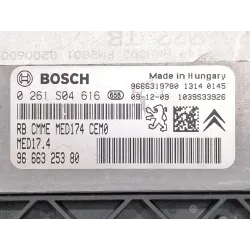 BOSCH
Made in Hungary
0 261 S04 616 656
9666319780 1314 0145
09-12-09 1039S33926
RB CMME MED174 CEM0
MED17.4
96 663 253 80